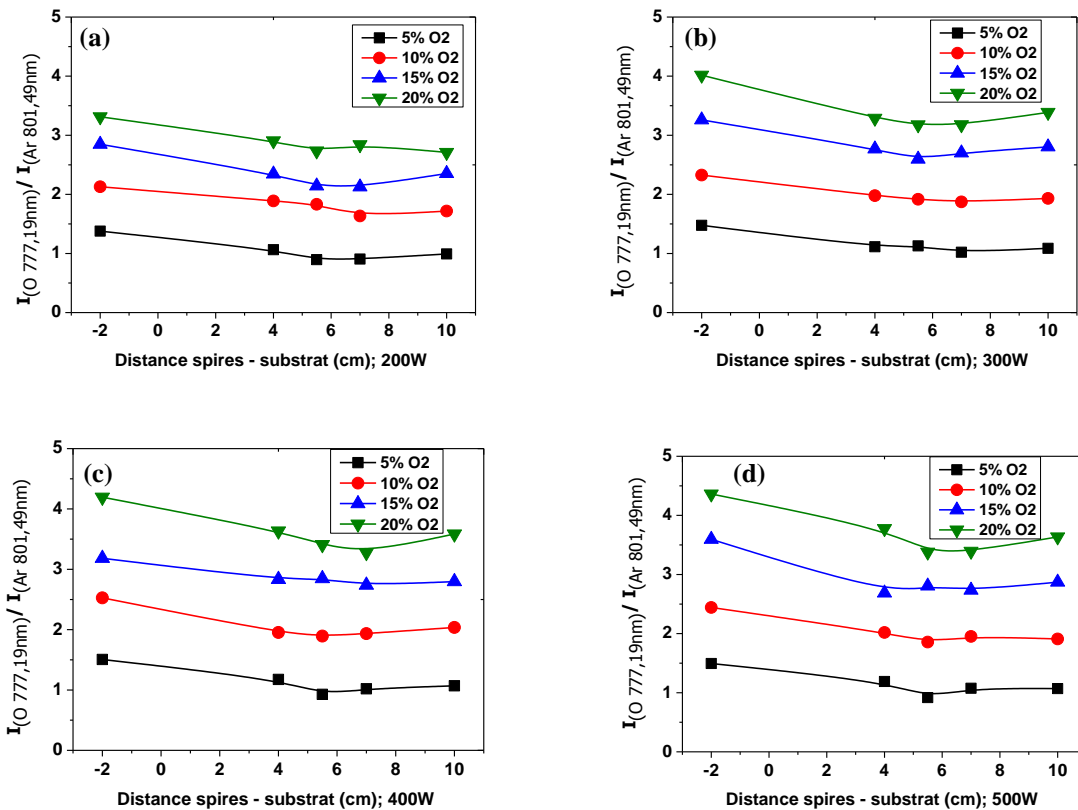 (a)
5% O2
10% O2
15% O2
20% O2
5
4
3
2
1
0
I(O 777,19nm)/ I(Ar 801,49nm)
-2 0 2 4 6 8 10
Distance spires - substrat (cm); 200W
(b)
5% O2
10% O2
15% O2
20% O2
5
4
3
2
1
0
I(O 777,19nm)/ I(Ar 801,49nm)
-2 0 2 4 6 8 10
Distance spires - substrat (cm); 300W
(c)
5% O2
10% O2
15% O2
20% O2
5
4
3
2
1
0
I(O 777,19nm)/ I(Ar 801,49nm)
-2 0 2 4 6 8 10
Distance spires - substrat (cm); 400W
(d)
5% O2
10% O2
15% O2
20% O2
5
4
3
2
1
0
I(O 777,19nm)/ I(Ar 801,49nm)
-2 0 2 4 6 8 10
Distance spires - substrat (cm); 500W